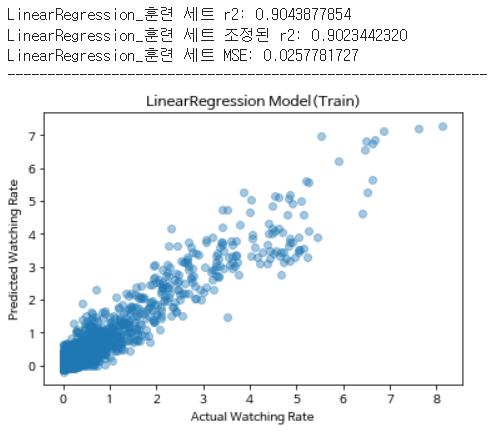 LinearRegression_훈련 세트 r2: 0.9043877854
LinearRegression_훈련 세트 조정된 r2: 0.9023442320
LinearRegression_훈련 세트 MSE: 0.0257781727
LinearRegression Model(Train)
7
6
5
4
3
2
1
0
Predicted Watching Rate
0 1 2 3 4 5 6 7 8
Actual Watching Rate